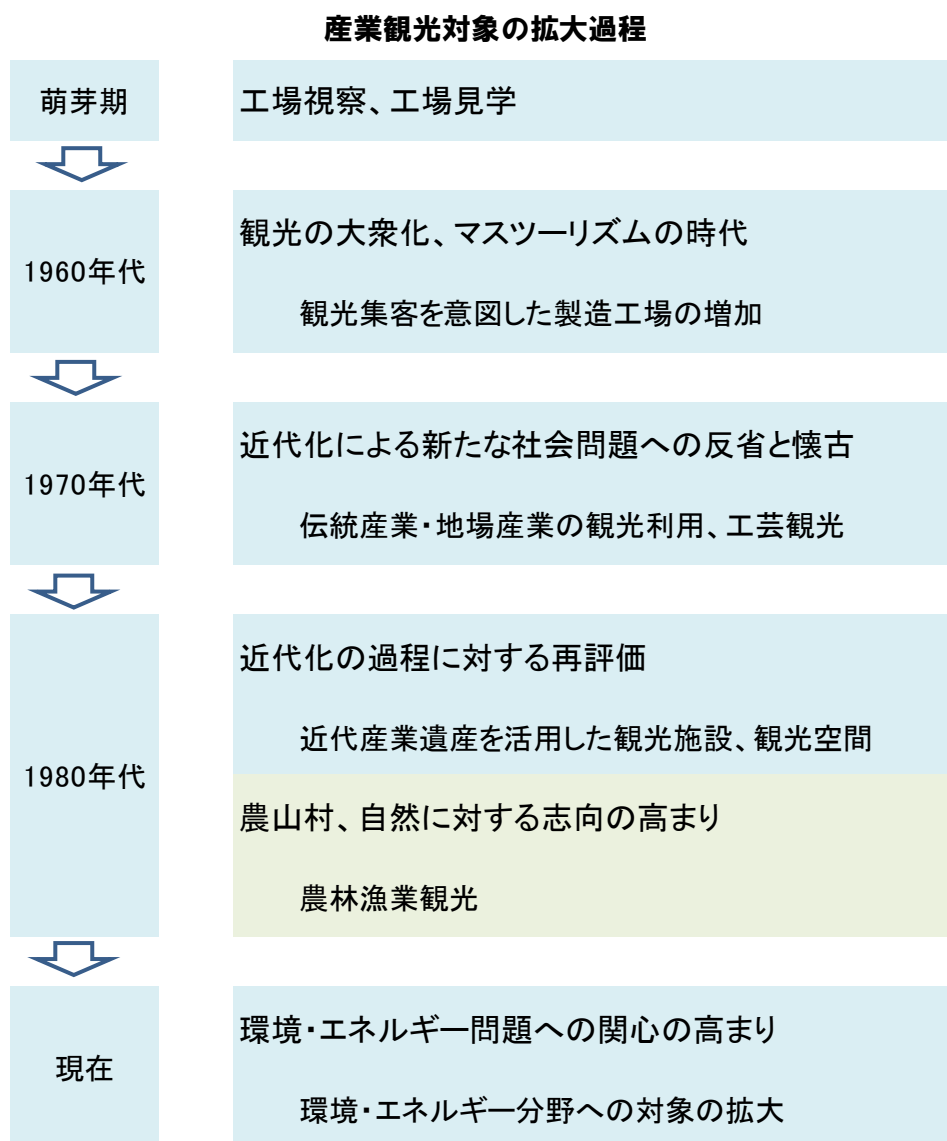 産業観光対象の拡大過程
萌芽期
工場視察、工場見学
1960年代
観光の大衆化、マスツーリズムの時代
観光集客を意図した製造工場の増加
1970年代
近代化による新たな社会問題への反省と懐古
伝統産業・地場産業の観光利用、工芸観光
1980年代
近代化の過程に対する再評価
近代産業遺産を活用した観光施設、観光空間
農山村、自然に対する志向の高まり
農林漁業観光
現在
環境・エネルギー問題への関心の高まり
環境・エネルギー分野への対象の拡大